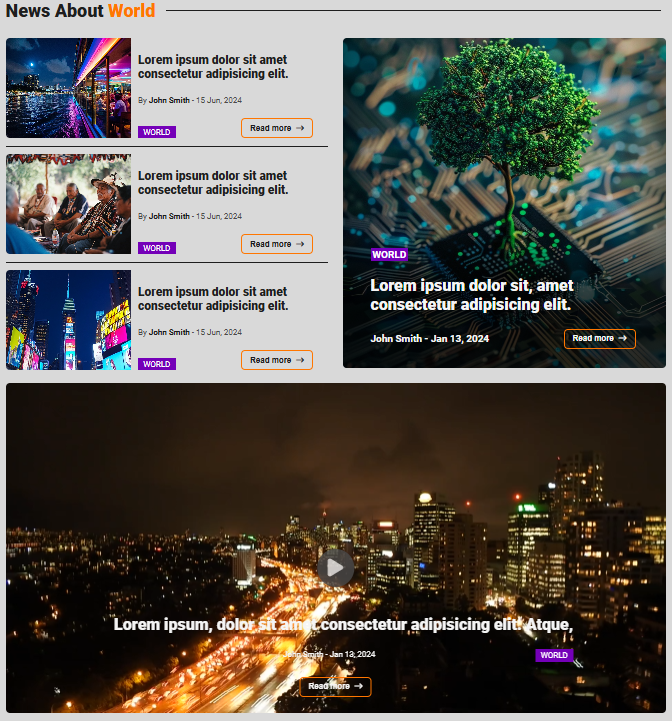 News About World
Lorem ipsum dolor sit amet
consectetur adipisicing elit.
By John Smith - 15 Jun, 2024
WORLD
Read more →
Lorem ipsum dolor sit amet
consectetur adipisicing elit.
By John Smith - 15 Jun, 2024
WORLD
Read more →
Lorem ipsum dolor sit amet
consectetur adipisicing elit.
By John Smith - 15 Jun, 2024
WORLD
Read more →
WORLD
Lorem ipsum dolor sit, amet
consectetur adipisicing elit.
John Smith - Jan 13, 2024
Read more →
Lorem ipsum, dolor sit amet consectetur adipisicing elit. Atque,
John Smith - Jan 13, 2024
WORLD
Read more →